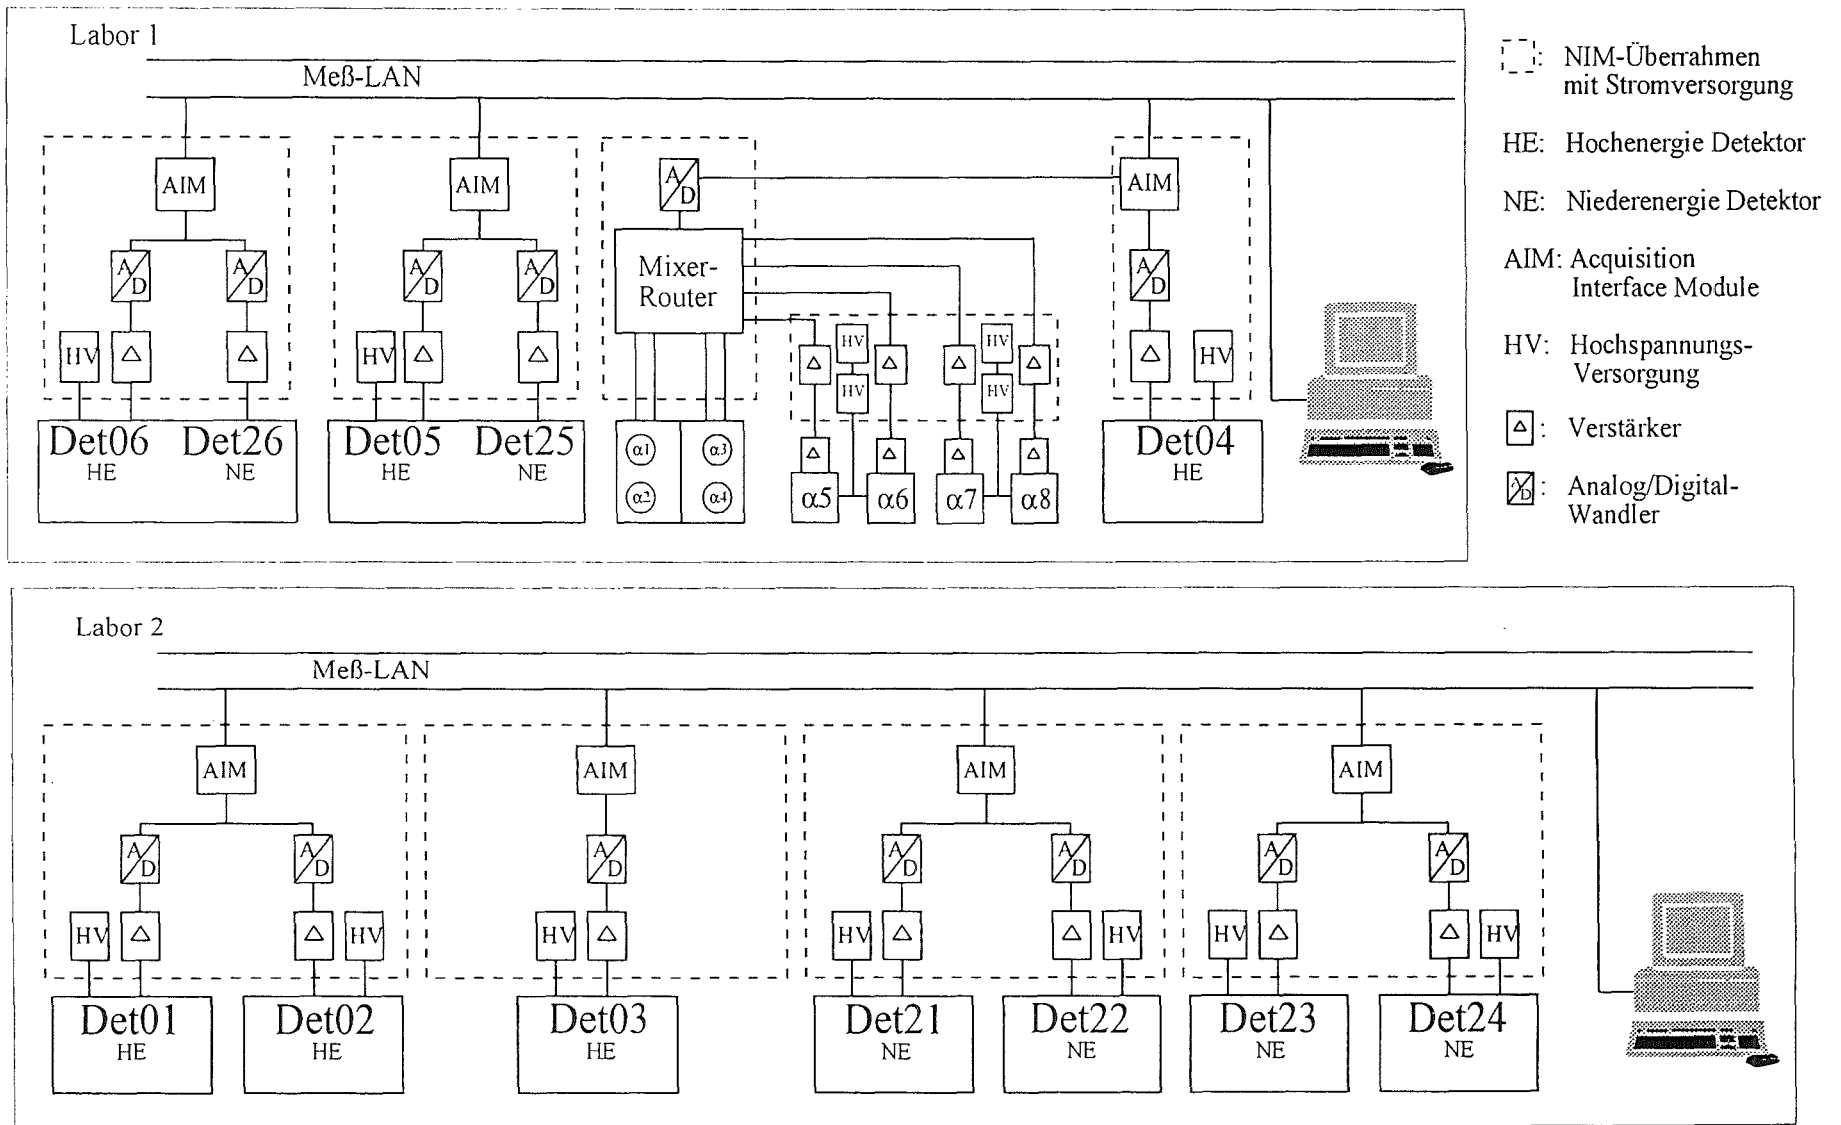 Labor 1
Meß-LAN
AIM
AIM
A/D
AIM
A/D
A/D
A/D
A/D
A/D
Mixer-
Router
HV
HV
HV
HV
HV
HV
HV
Det06
HE
Det26
NE
Det05
HE
Det25
NE
α1
α3
α2
α4
α5
α6
α7
α8
Det04
HE
NIM-Überrahmen
mit Stromversorgung
HE: Hochenergie Detektor
NE: Niederenergie Detektor
AIM: Acquisition
Interface Module
HV: Hochspannungs-
Versorgung
: Verstärker
A/D : Analog/Digital-
Wandler
Labor 2
Meß-LAN
AIM
AIM
AIM
AIM
A/D
A/D
A/D
A/D
A/D
A/D
A/D
HV
HV
HV
HV
HV
HV
HV
Det01
HE
Det02
HE
Det03
HE
Det21
NE
Det22
NE
Det23
NE
Det24
NE